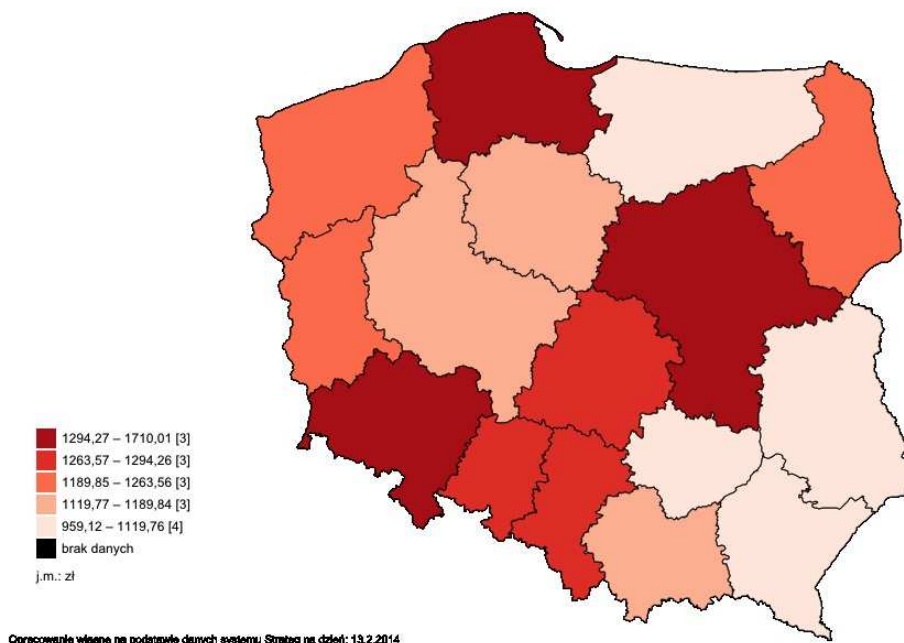 1294,27 – 1710,01 [3]
1263,57 – 1294,26 [3]
1189,85 – 1263,56 [3]
1119,77 – 1189,84 [3]
959,12 – 1119,76 [4]
brak danych
j.m.: zł
Opracowanie własne na podstawie danych systemu Strateg na dzień: 13.2.2014